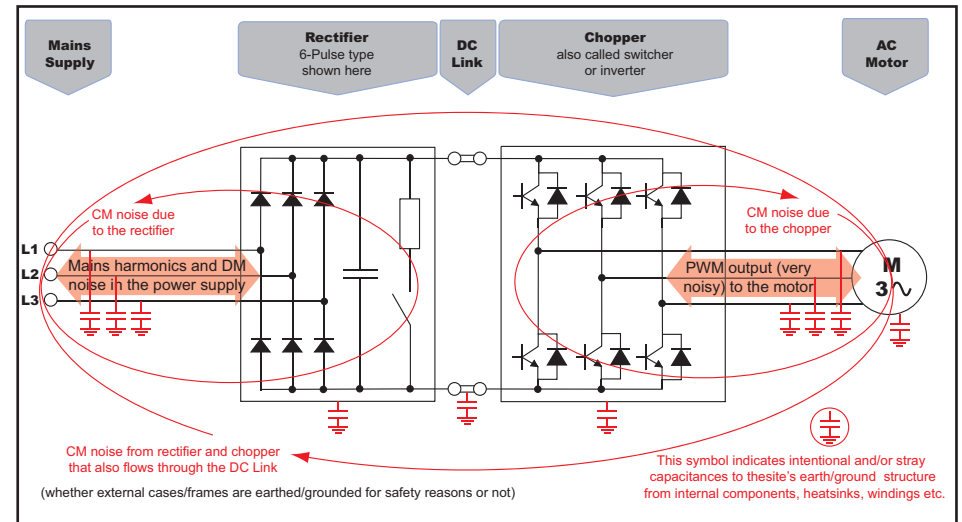 Mains
Supply
Rectifier
6-Pulse type
shown here
DC
Link
Chopper
also called switcher
or inverter
AC
Motor
CM noise due
to the rectifier
CM noise due
to the chopper
L1
L2
L3
Mains harmonics and DM
noise in the power supply
PWM output (very
noisy) to the motor
M
3∿
CM noise from rectifier and chopper
that also flows through the DC Link
(whether external cases/frames are earthed/grounded for safety reasons or not)
This symbol indicates intentional and/or stray
capacitances to thesite's earth/ground structure
from internal components, heatsinks, windings etc.